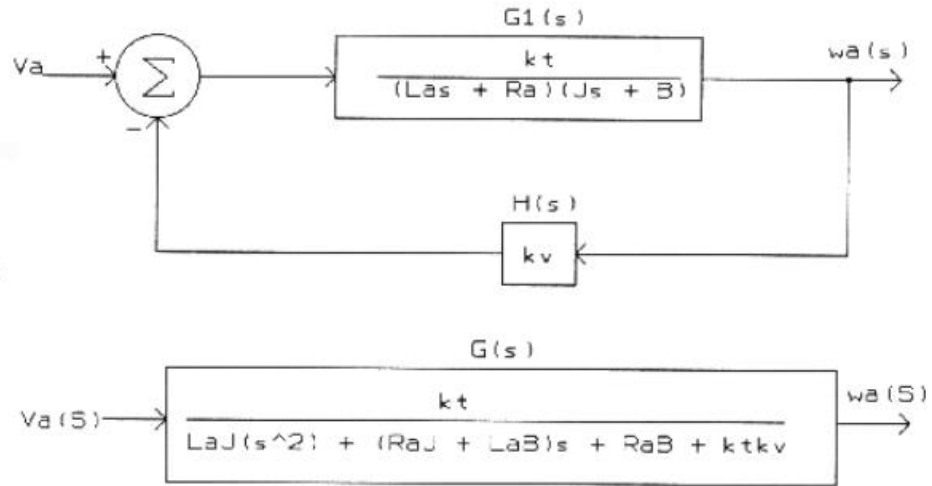 G1(s)
Va
+
Σ
-
kt
(Las + Ra)(Js + B)
wa(s)
H(s)
kv
G(s)
Va(S)
kt
LaJ(s^2) + (RaJ + LaB)s + RaB + ktkv
wa(S)